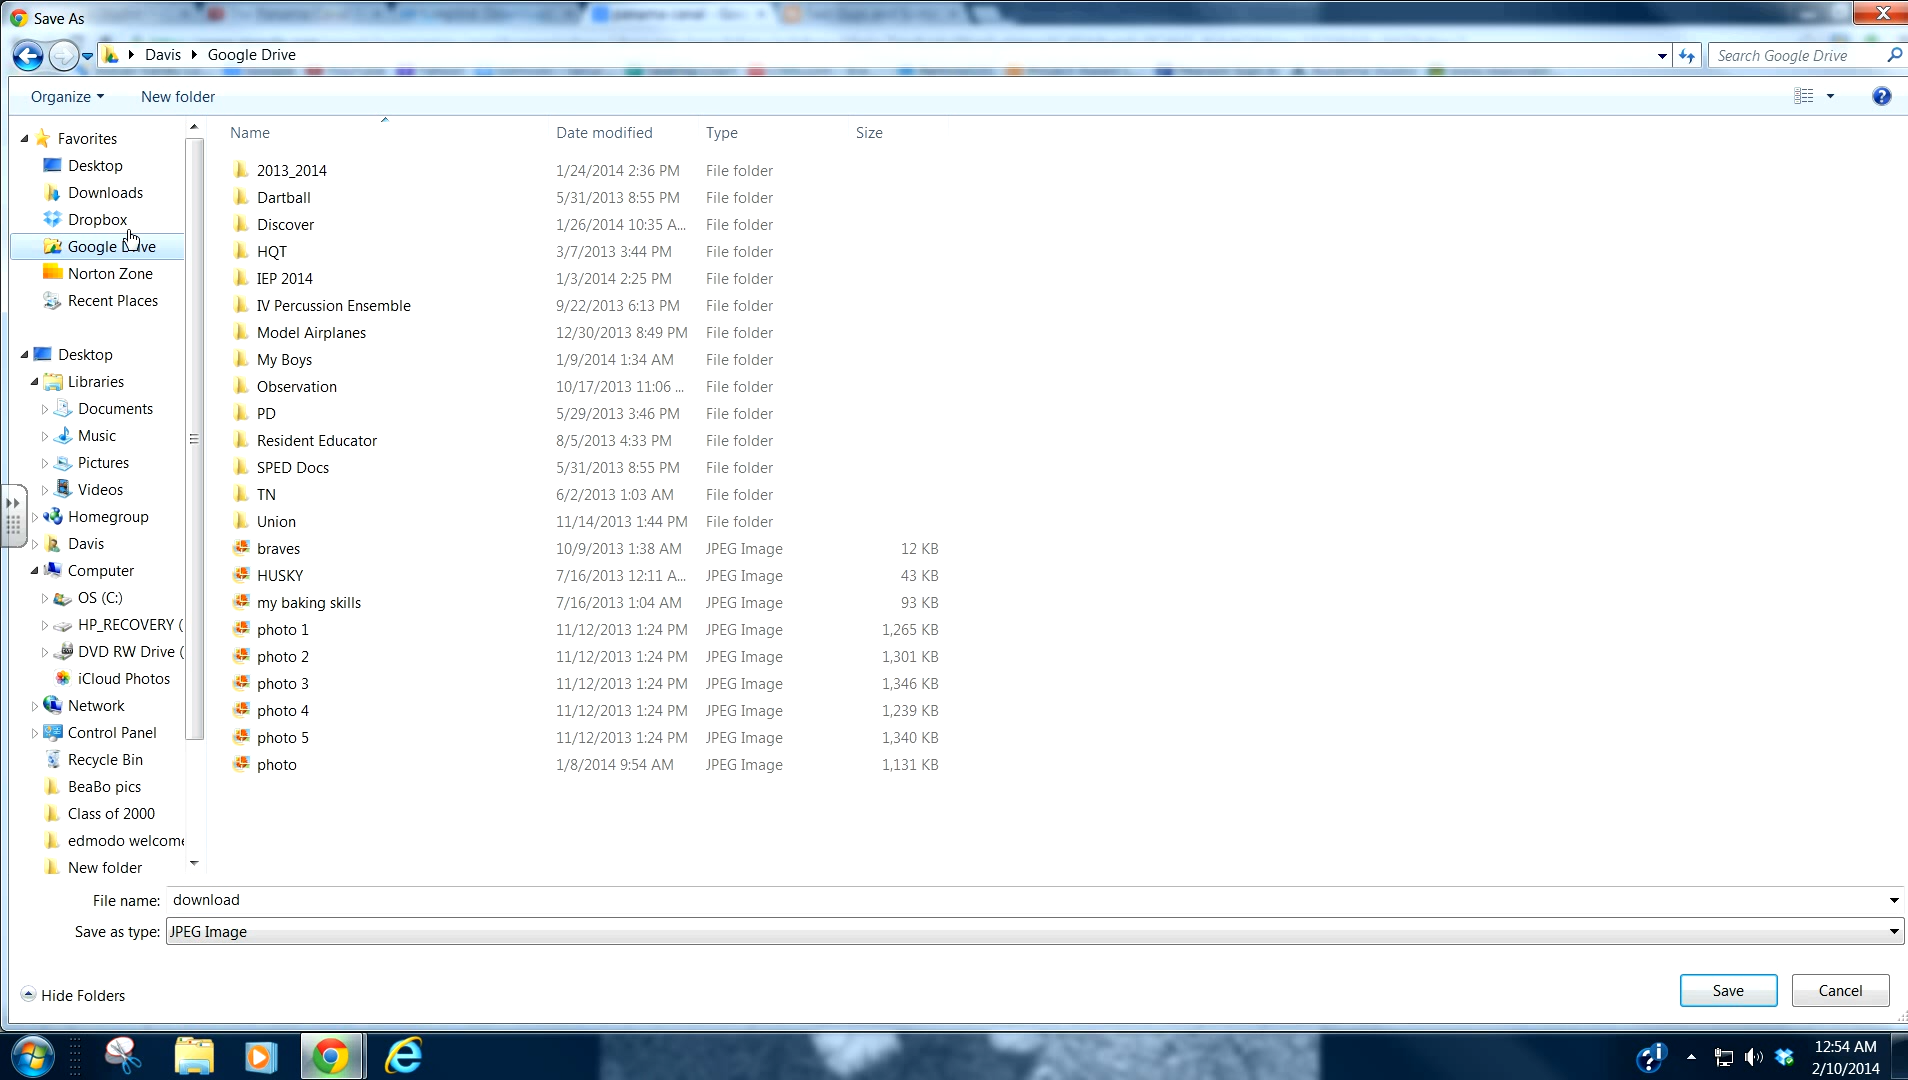 Save As
Davis Google Drive
Search Google Drive
Organize New folder
Favorites
Desktop
Downloads
Dropbox
Google Drive
Norton Zone
Recent Places
Desktop
Libraries
Documents
Music
Pictures
Videos
Homegroup
Davis
Computer
OS (C:)
HP_RECOVERY (
DVD RW Drive (
iCloud Photos
Network
Control Panel
Recycle Bin
BeaBo pics
Class of 2000
edmodo welcome
New folder
Name Date modified Type Size
2013_2014 1/24/2014 2:36 PM File folder
Dartball 5/31/2013 8:55 PM File folder
Discover 1/26/2014 10:35 A... File folder
HQT 3/7/2013 3:44 PM File folder
IEP 2014 1/3/2014 2:25 PM File folder
IV Percussion Ensemble 9/22/2013 6:13 PM File folder
Model Airplanes 12/30/2013 8:49 PM File folder
My Boys 1/9/2014 1:34 AM File folder
Observation 10/17/2013 11:06 ... File folder
PD 5/29/2013 3:46 PM File folder
Resident Educator 8/5/2013 4:33 PM File folder
SPED Docs 5/31/2013 8:55 PM File folder
TN 6/2/2013 1:03 AM File folder
Union 11/14/2013 1:44 PM File folder
braves 10/9/2013 1:38 AM JPEG Image 12 KB
HUSKY 7/16/2013 12:11 A... JPEG Image 43 KB
my baking skills 7/16/2013 1:04 AM JPEG Image 93 KB
photo 1 11/12/2013 1:24 PM JPEG Image 1,265 KB
photo 2 11/12/2013 1:24 PM JPEG Image 1,301 KB
photo 3 11/12/2013 1:24 PM JPEG Image 1,346 KB
photo 4 11/12/2013 1:24 PM JPEG Image 1,239 KB
photo 5 11/12/2013 1:24 PM JPEG Image 1,340 KB
photo 1/8/2014 9:54 AM JPEG Image 1,131 KB
File name: download
Save as type: JPEG Image
Hide Folders
Save Cancel
12:54 AM
2/10/2014